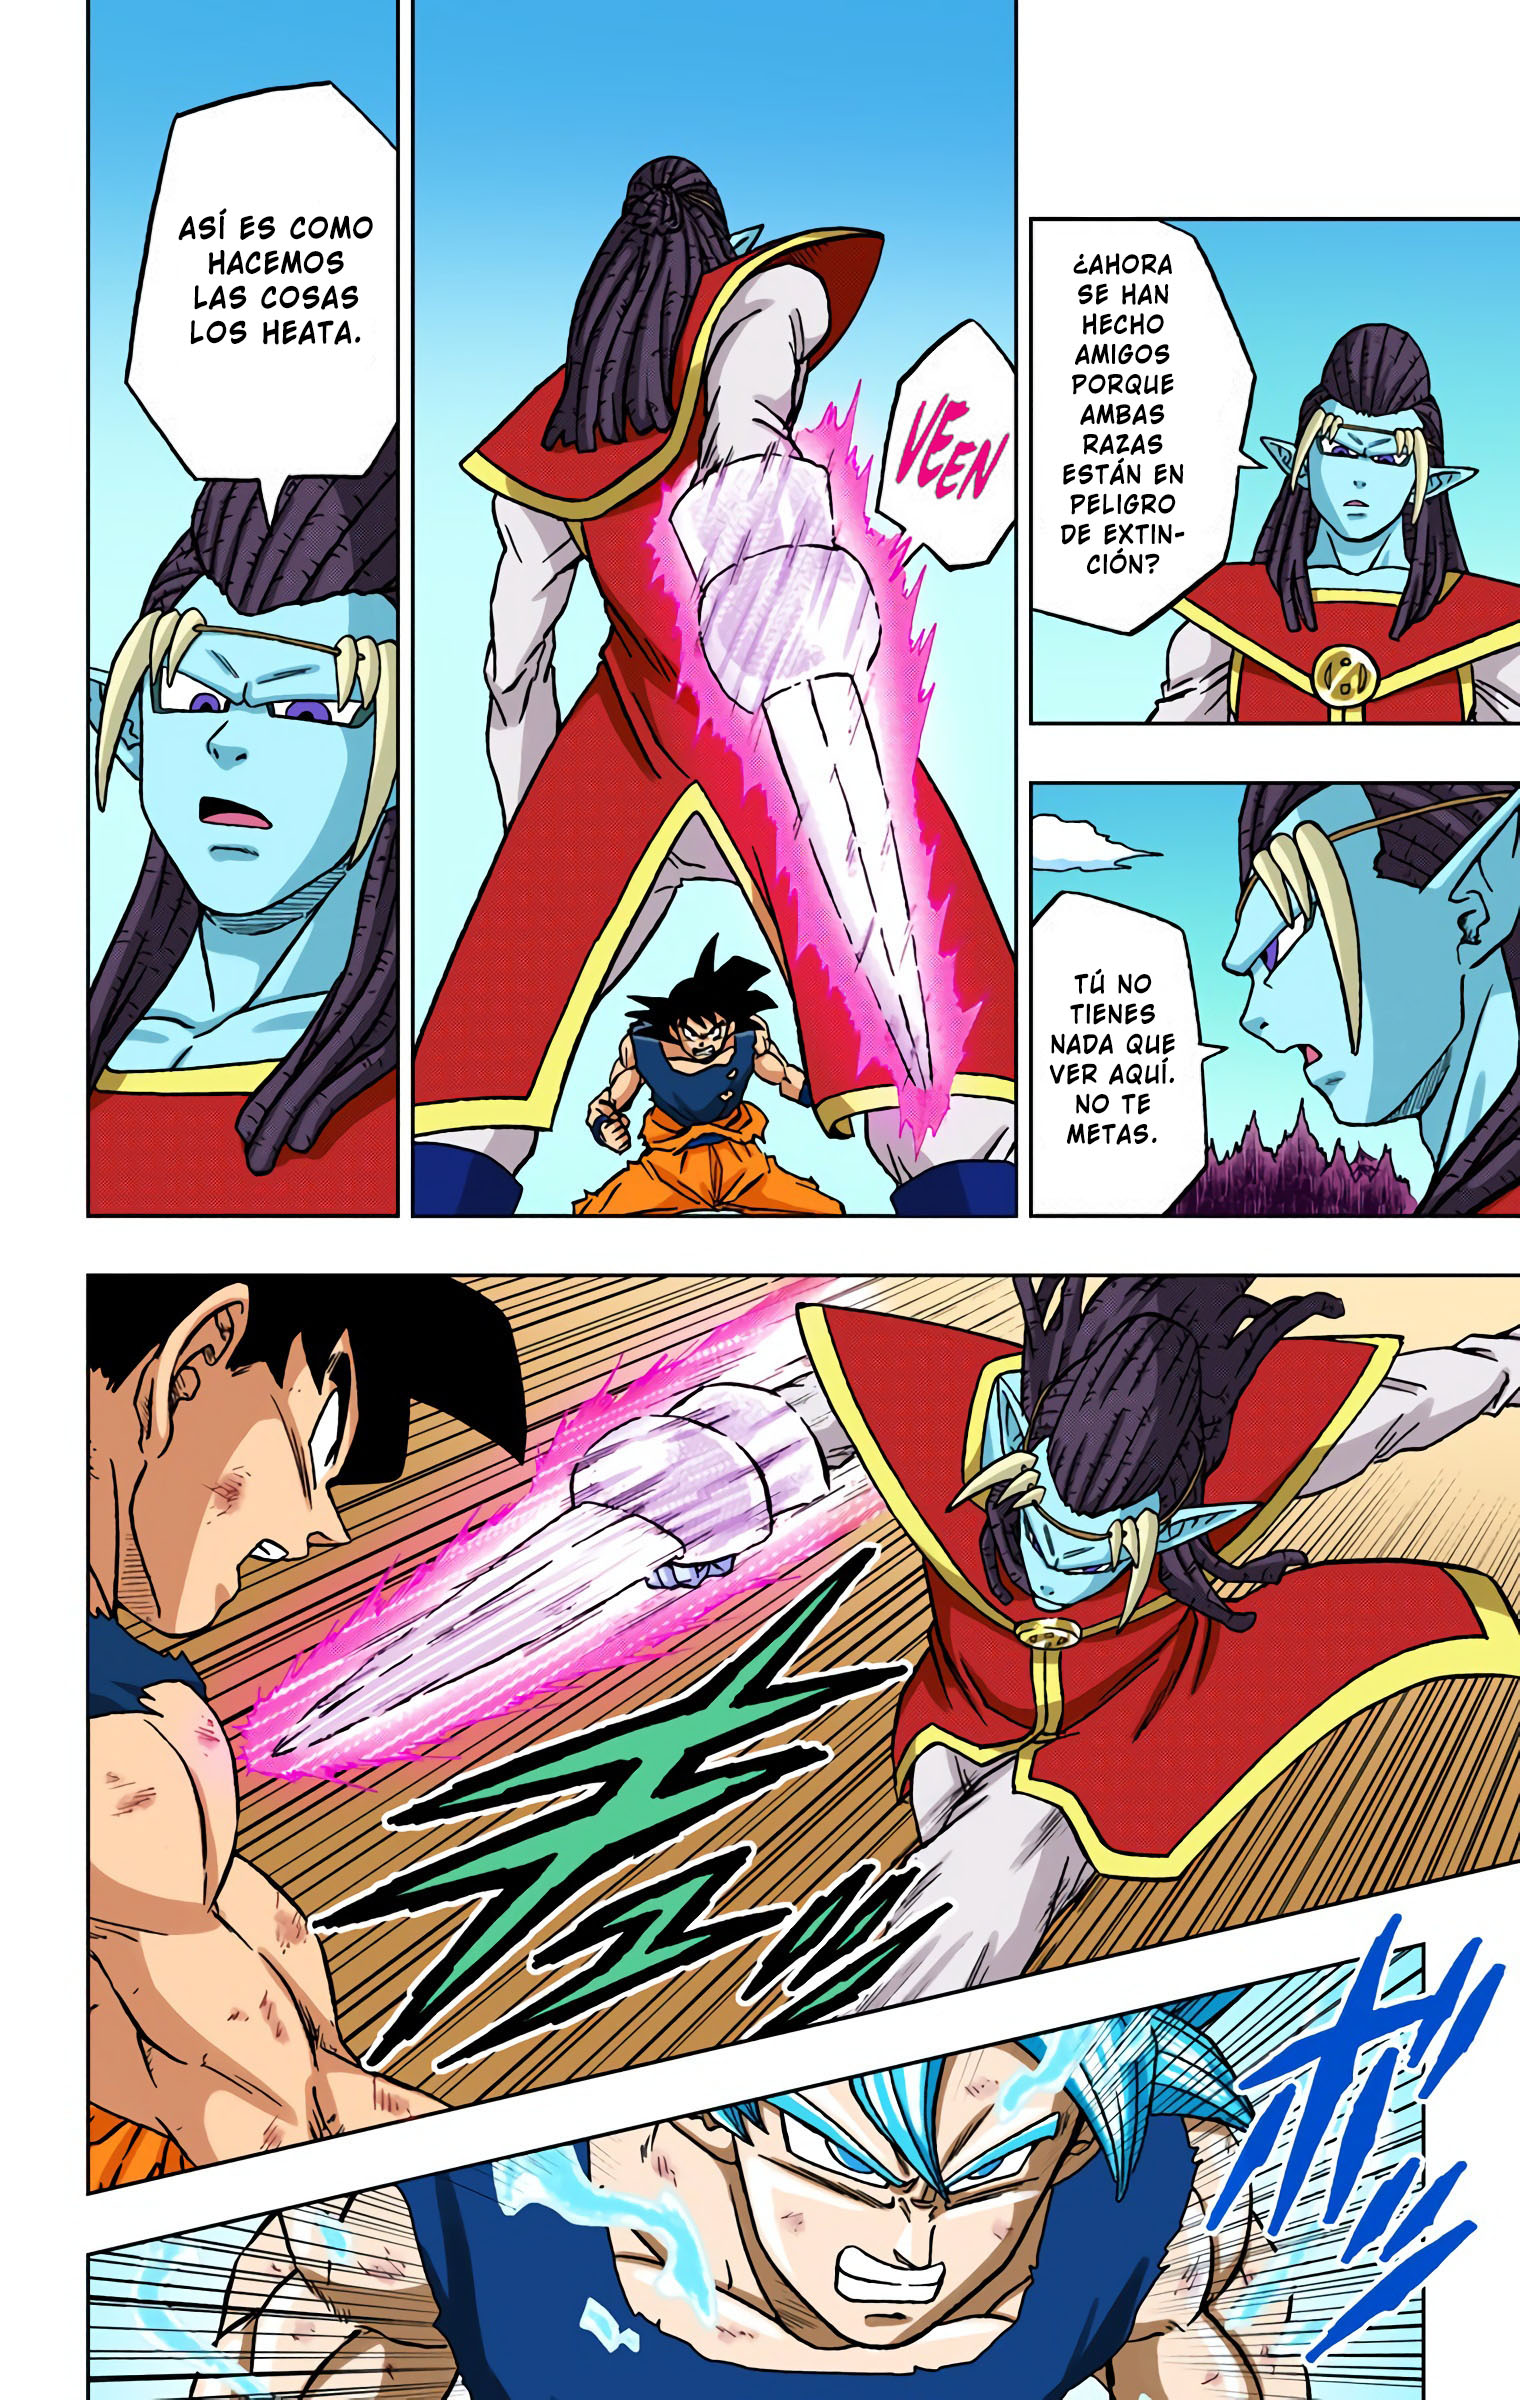 ¿AHORA
SE HAN
HECHO
AMIGOS
PORQUE
AMBAS
RAZAS
ESTÁN EN
PELIGRO
DE EXTIN-
CIÓN?
TÚ NO
TIENES
NADA QUE
VER AQUÍ.
NO TE
METAS.
VEEN
ASÍ ES COMO
HACEMOS
LAS COSAS
LOS HEATA.